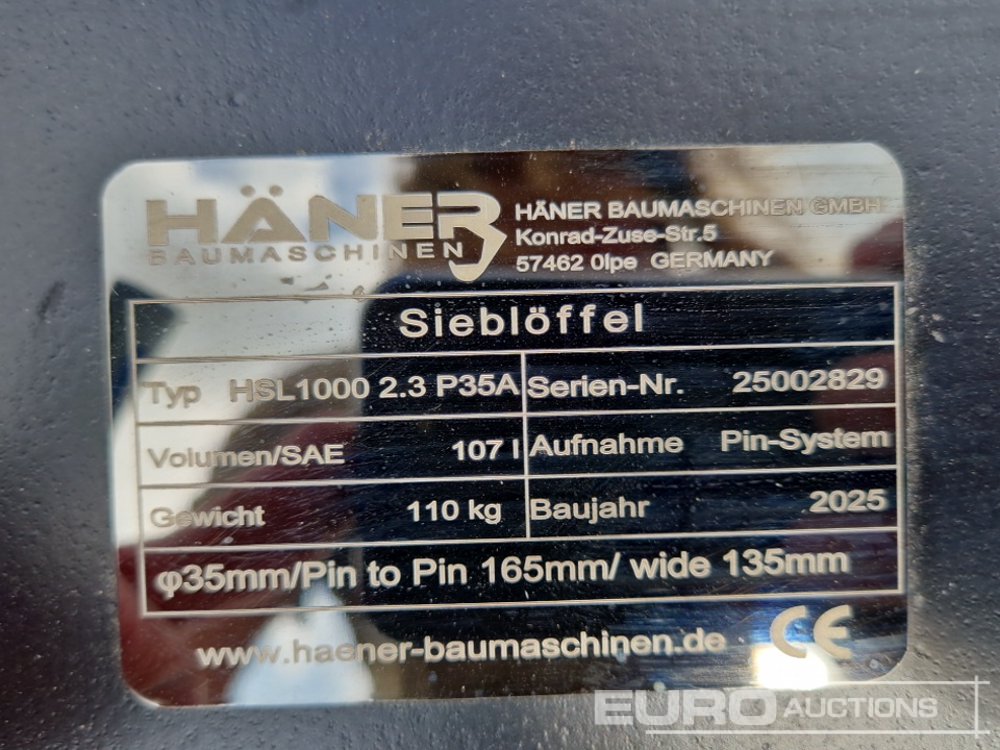 HÄNER
BAUMASCHINEN
HÄNER BAUMASCHINEN GMBH
Konrad-Zuse-Str.5
57462 Olpe GERMANY
Sieblöffel
Typ HSL1000 2.3 P35A Serien-Nr. 25002829
Volumen/SAE 107 l Aufnahme Pin-System
Gewicht 110 kg Baujahr 2025
φ35mm/Pin to Pin 165mm/ wide 135mm
www.haener-baumaschinen.de CE
EURO AUCTIONS